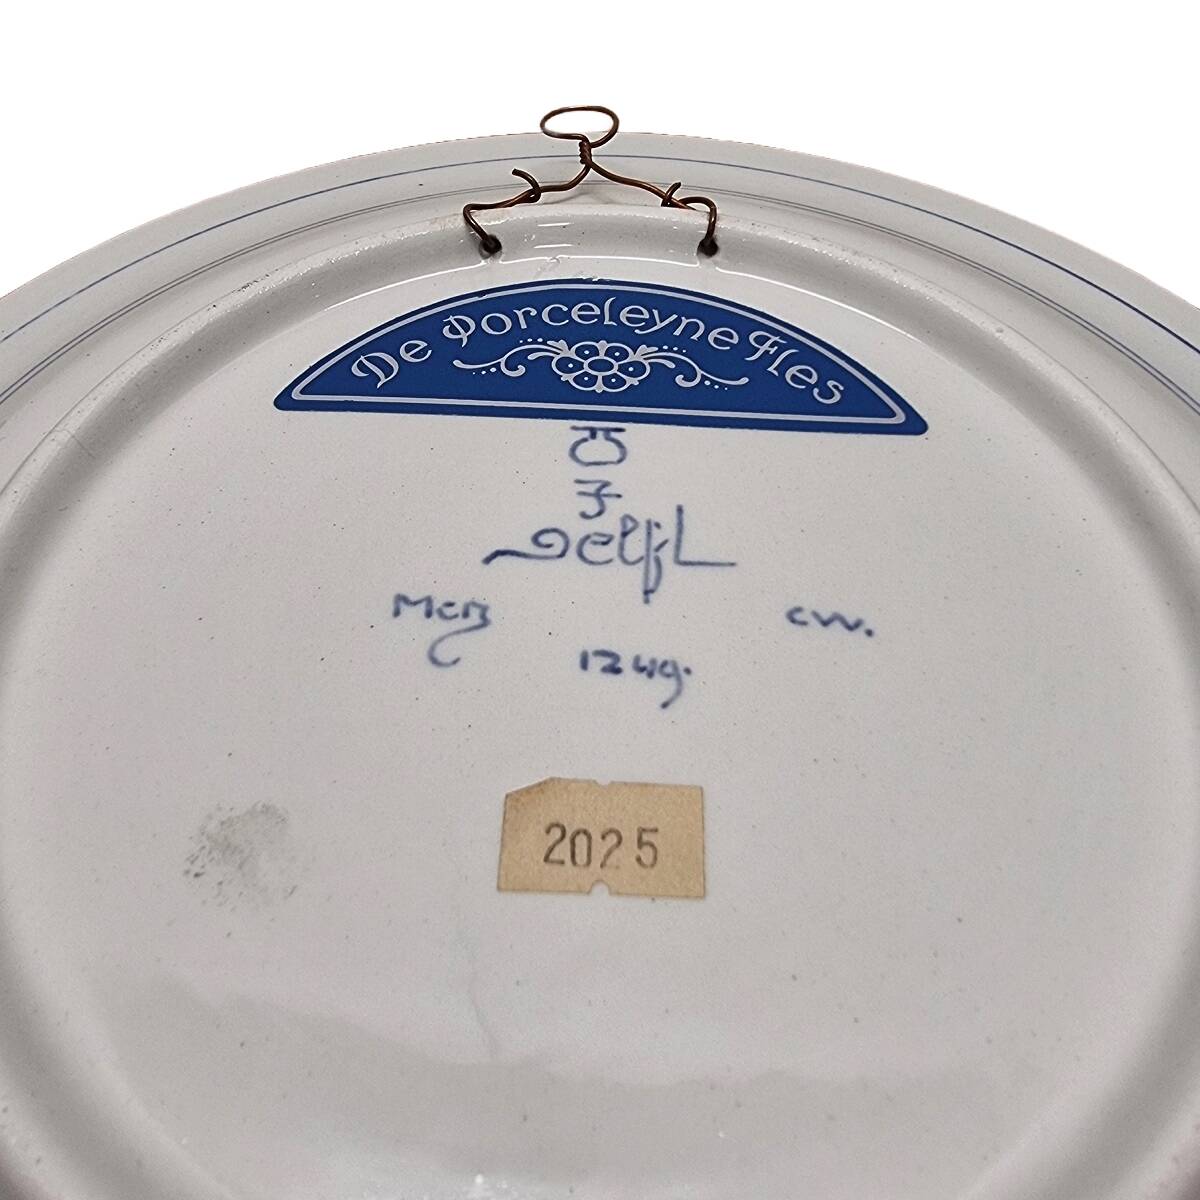 De Porceleyne Fles
Delft
cw.
2025